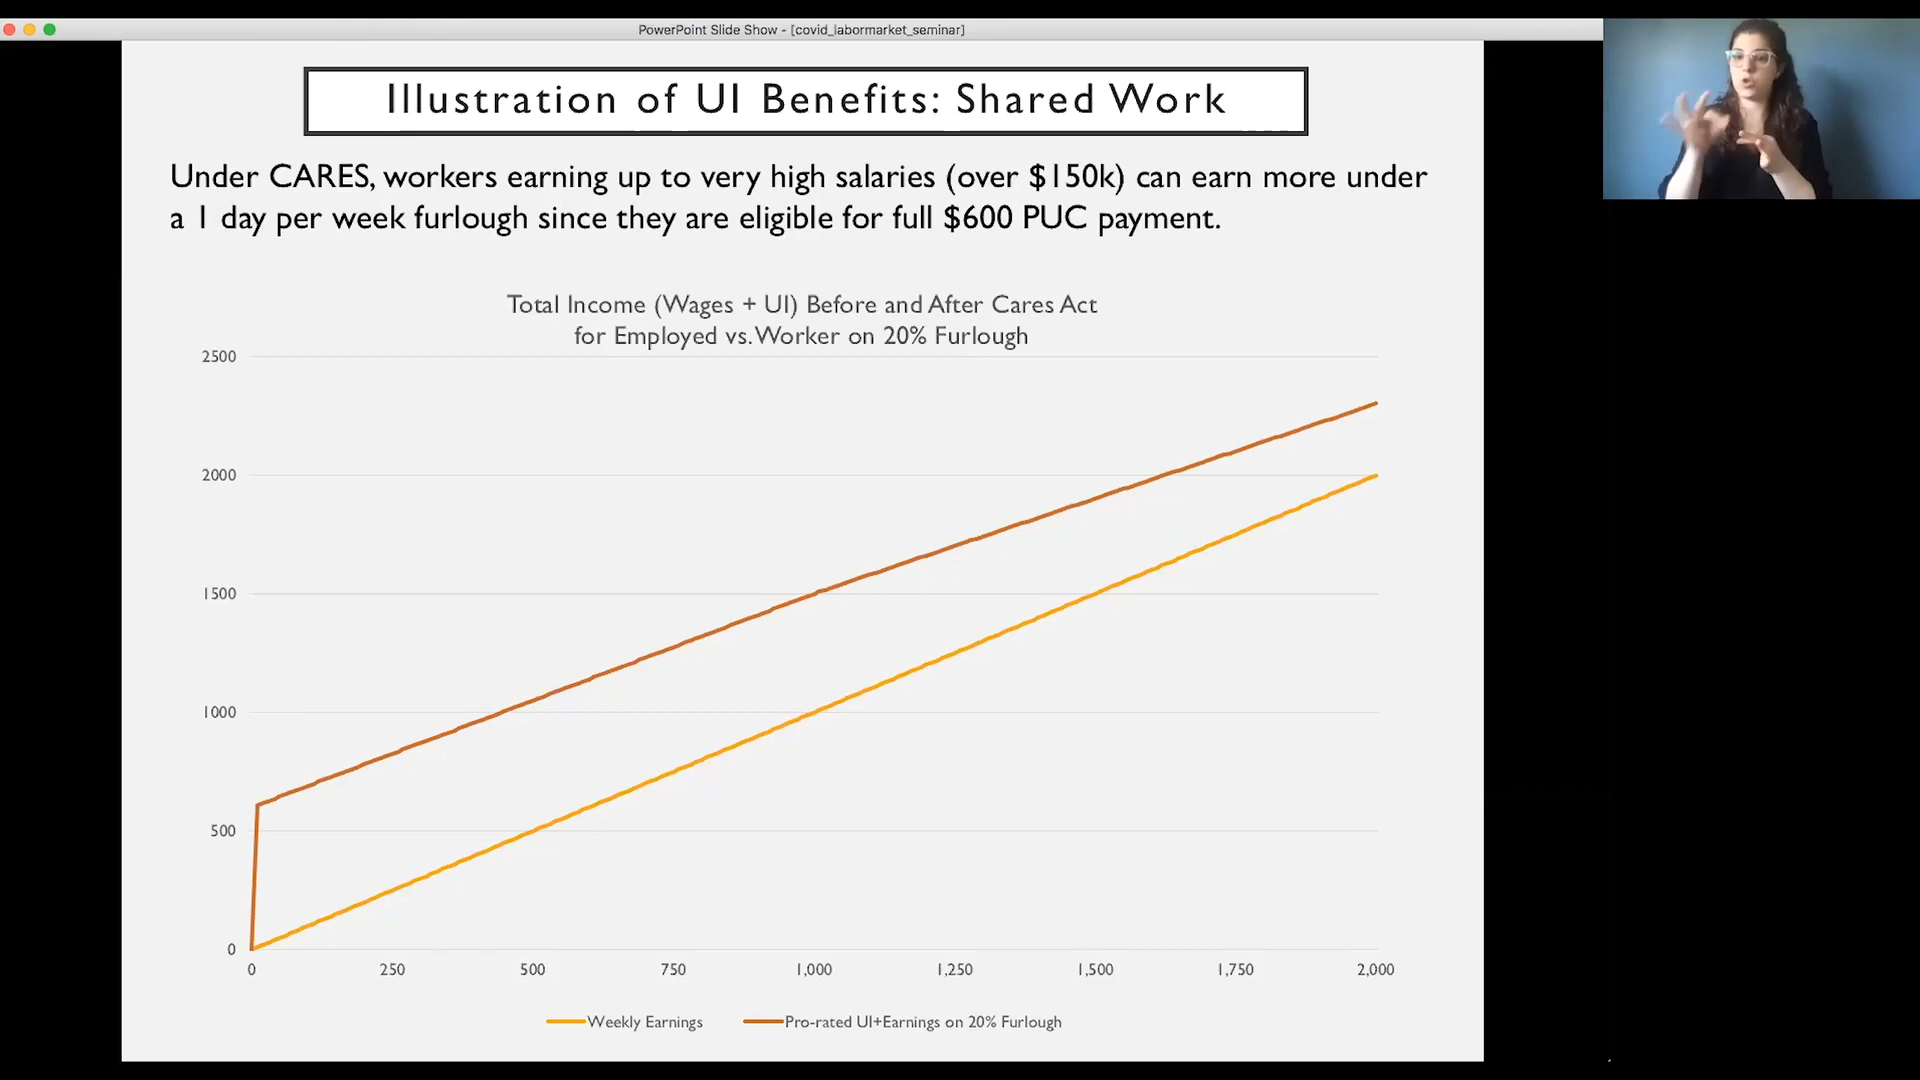 PowerPoint Slide Show - [covid_labormarket_seminar]
Illustration of UI Benefits: Shared Work
Under CARES, workers earning up to very high salaries (over $150k) can earn more under
a 1 day per week furlough since they are eligible for full $600 PUC payment.
Total Income (Wages + UI) Before and After Cares Act
for Employed vs. Worker on 20% Furlough
2500
2000
1500
1000
500
0
0 250 500 750 1,000 1,250 1,500 1,750 2,000
Weekly Earnings Pro-rated UI+Earnings on 20% Furlough